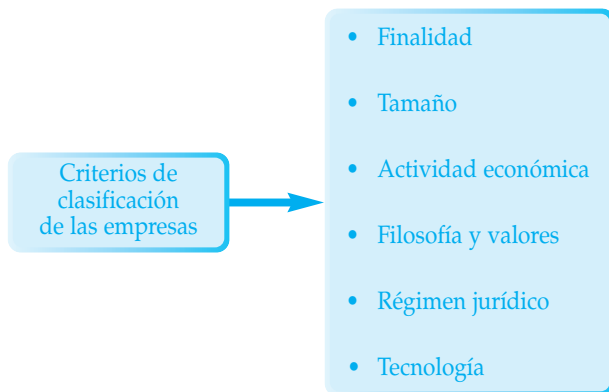 Criterios de
clasificación
de las empresas
• Finalidad
• Tamaño
• Actividad económica
• Filosofía y valores
• Régimen jurídico
• Tecnología